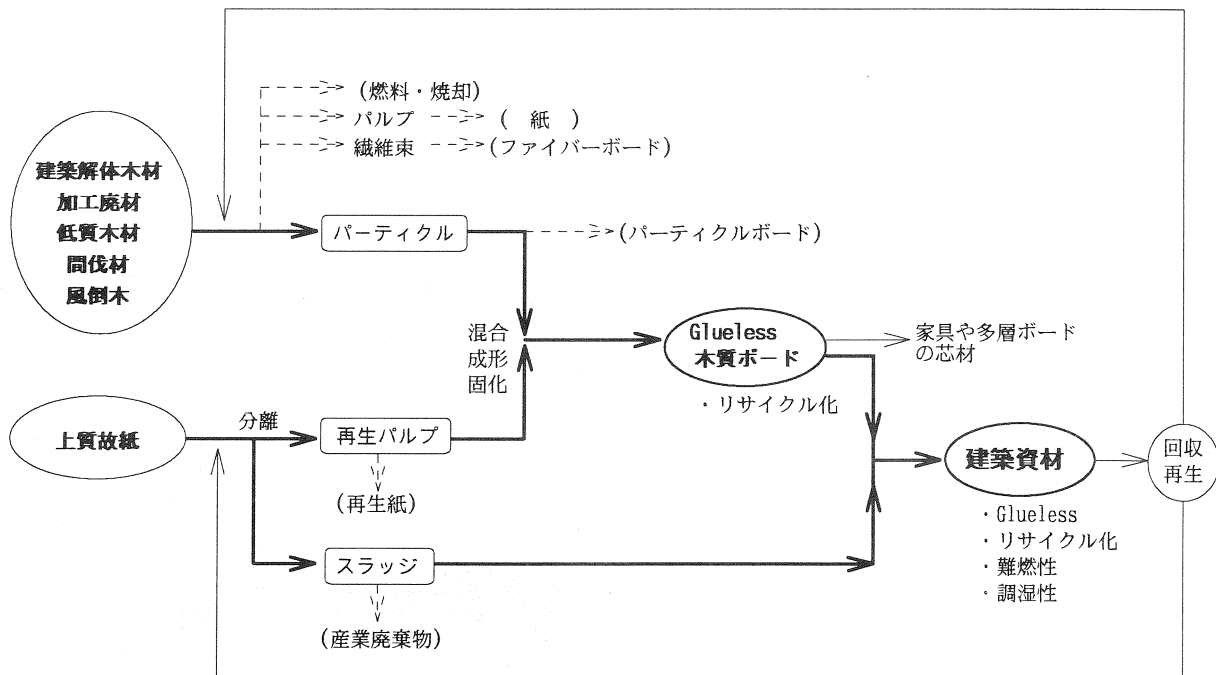 (燃料・焼却)
パルプ
( 紙 )
繊維束
(ファイバーボード)
建築解体木材
加工廃材
低質木材
間伐材
風倒木
パーティクル
(パーティクルボード)
混合
成形
固化
Glueless
木質ボード
・リサイクル化
家具や多層ボード
の芯材
上質故紙
分離
再生パルプ
(再生紙)
スラッジ
(産業廃棄物)
建築資材
・Glueless
・リサイクル化
・難燃性
・調湿性
回収
再生